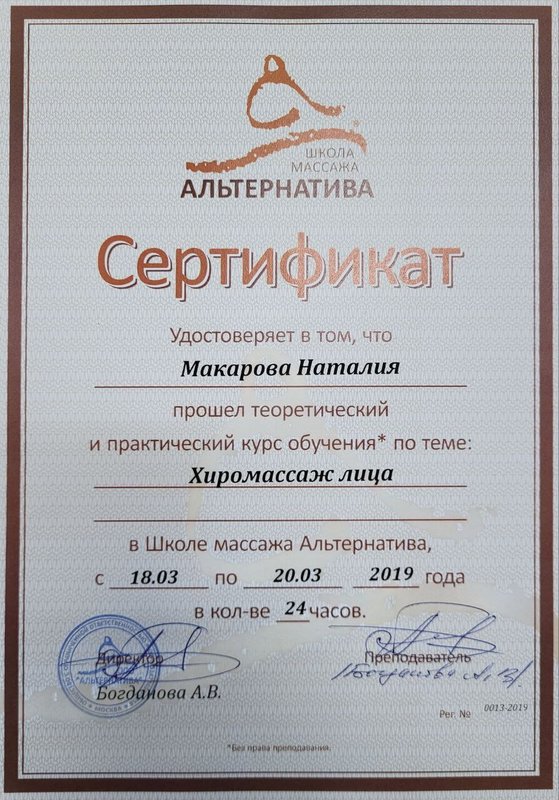 ШКОЛА
МАССАЖА
АЛЬТЕРНАТИВА
Сертификат
Удостоверяет в том, что
Макарова Наталия
прошел теоретический
и практический курс обучения* по теме:
Хиромассаж лица
в Школе массажа Альтернатива,
с 18.03 по 20.03 2019 года
в кол-ве 24 часов.
Директор
Преподаватель
"АЛЬТЕРНАТИВА"
МОСКВА
Богданова А.В.
Рег. № 0013-2019
*Без права преподавания.